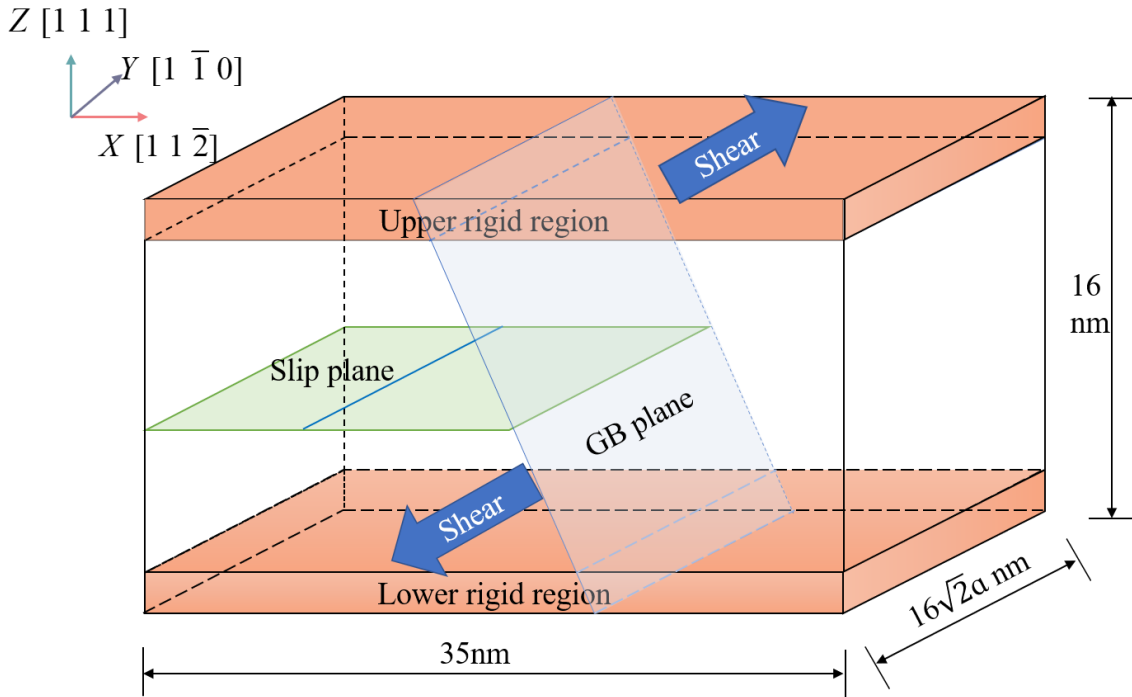 Z [1 1 1]
Y [1 1̅ 0]
X [1 1 2̅]
Shear
Upper rigid region
16
nm
Slip plane
GB plane
Shear
Lower rigid region
16√2a nm
35nm